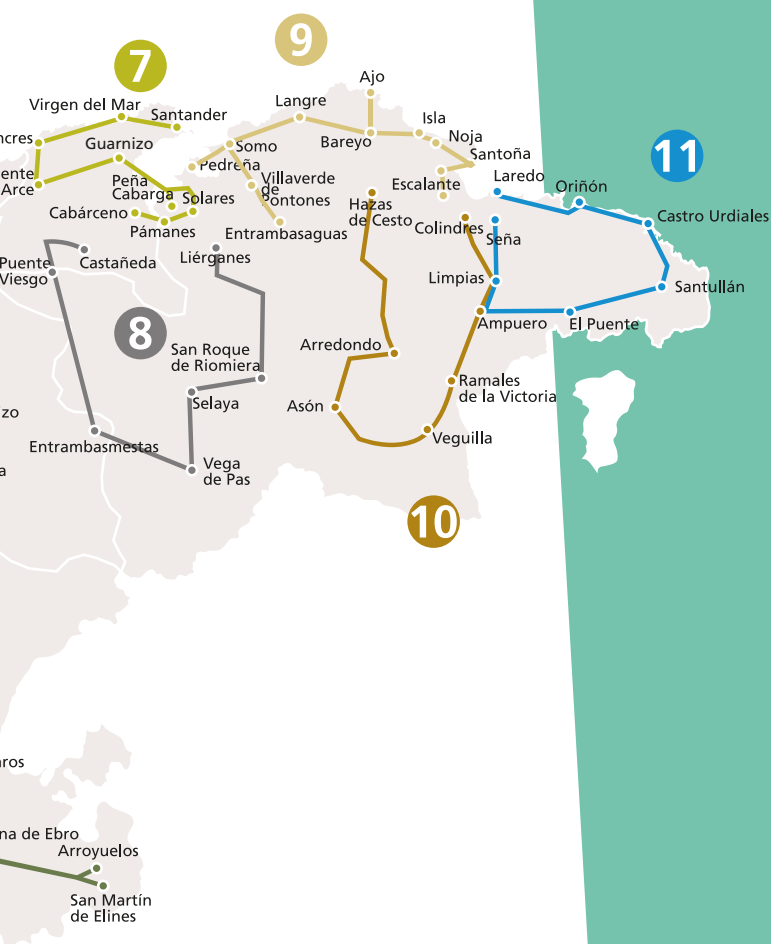 9
7
Ajo
Virgen del Mar
Langre
Santander
Isla
Guarnizo
Bareyo
Noja
Somo
11
Santoña
Pedreña
Laredo
Peña
Cabarga
Villaverde
de
Pontones
Escalante
Oriñón
Arce
Solares
Hazas
de Cesto
Cabárceno
Castro Urdiales
Pámanes
Entrambasaguas
Colindres
Seña
Puente
Viesgo
Castañeda
Liérganes
Limpias
Santullán
8
Ampuero
El Puente
San Roque
de Riomiera
Arredondo
Ramales
de la Victoria
Selaya
Asón
Entrambasmestas
Veguilla
Vega
de Pas
10
na de Ebro
Arroyuelos
San Martín
de Elines